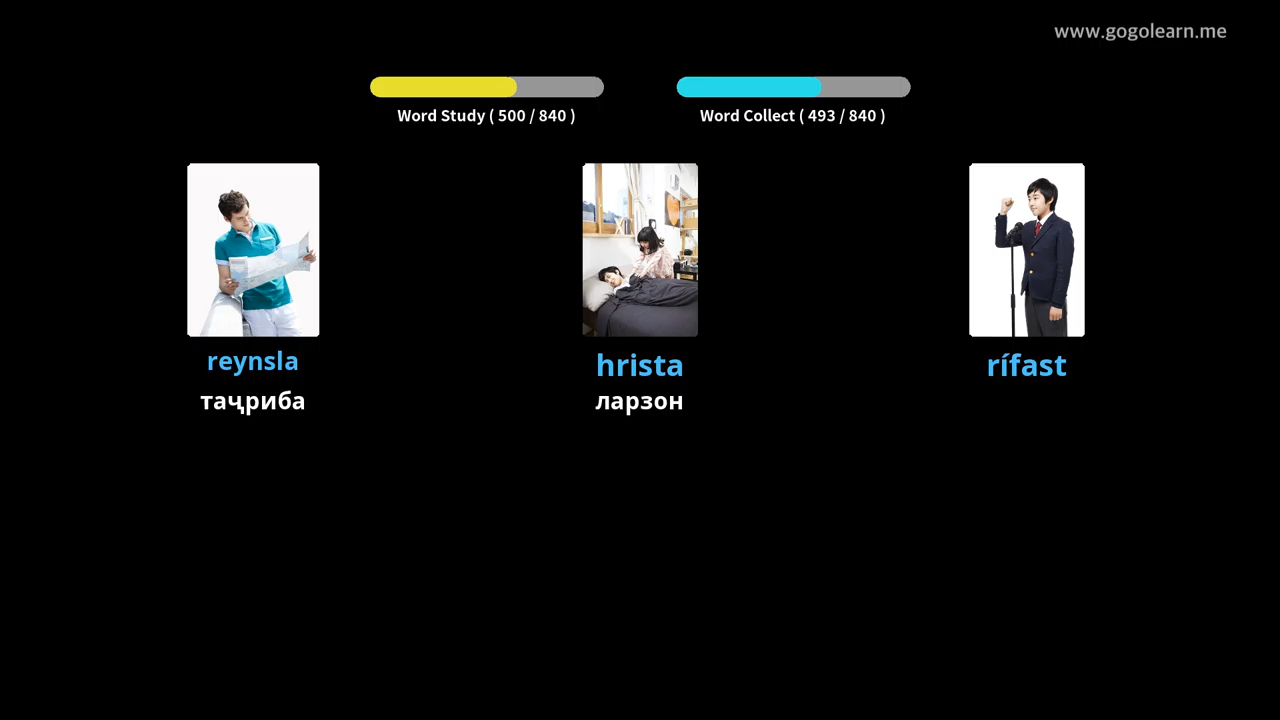 www.gogolearn.me
Word Study ( 500 / 840 )
Word Collect ( 493 / 840 )
reynsla
hrista
rífast
таҷриба
ларзон